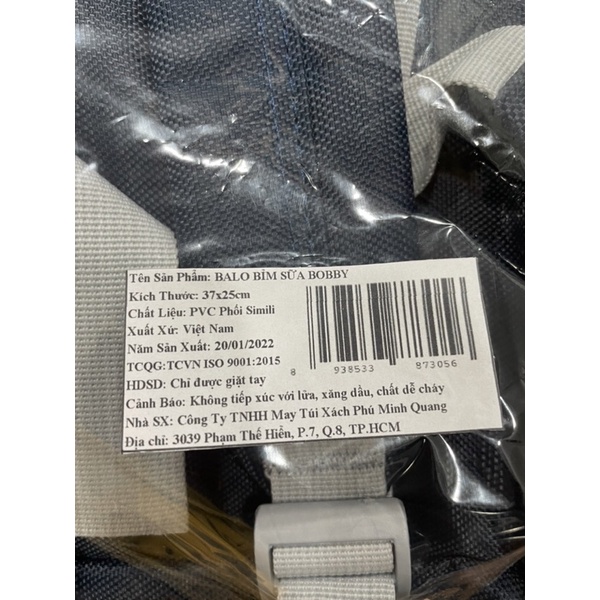 Tên Sản Phẩm: BALO BỈM SỮA BOBBY
Kích Thước: 37x25cm
Chất Liệu: PVC Phối Simili
Xuất Xứ: Việt Nam
Năm Sản Xuất: 20/01/2022
TCQG:TCVN ISO 9001:2015
8 938533 873056
HDSD: Chỉ được giặt tay
Cảnh Báo: Không tiếp xúc với lửa, xăng dầu, chất dễ cháy
Nhà SX: Công Ty TNHH May Túi Xách Phú Minh Quang
Địa chỉ: 3039 Phạm Thế Hiển, P.7, Q.8, TP.HCM